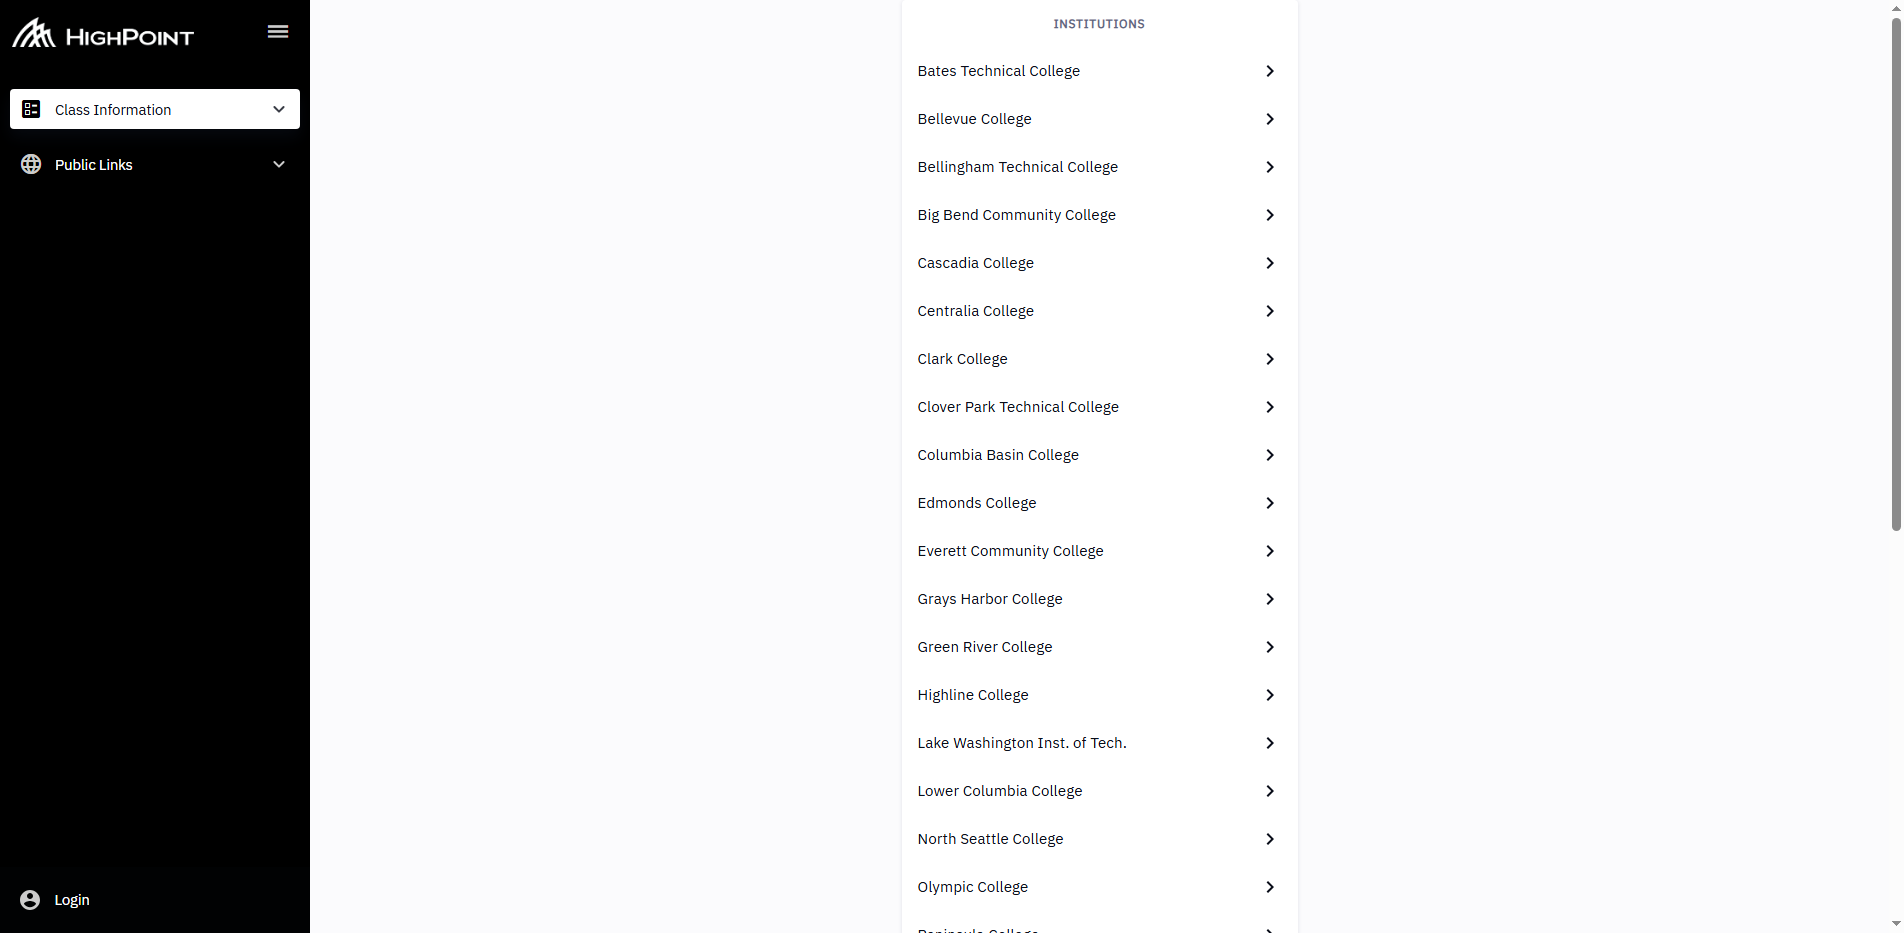 HIGHPOINT
Class Information
Public Links
Login
INSTITUTIONS
Bates Technical College
Bellevue College
Bellingham Technical College
Big Bend Community College
Cascadia College
Centralia College
Clark College
Clover Park Technical College
Columbia Basin College
Edmonds College
Everett Community College
Grays Harbor College
Green River College
Highline College
Lake Washington Inst. of Tech.
Lower Columbia College
North Seattle College
Olympic College
Peninsula College